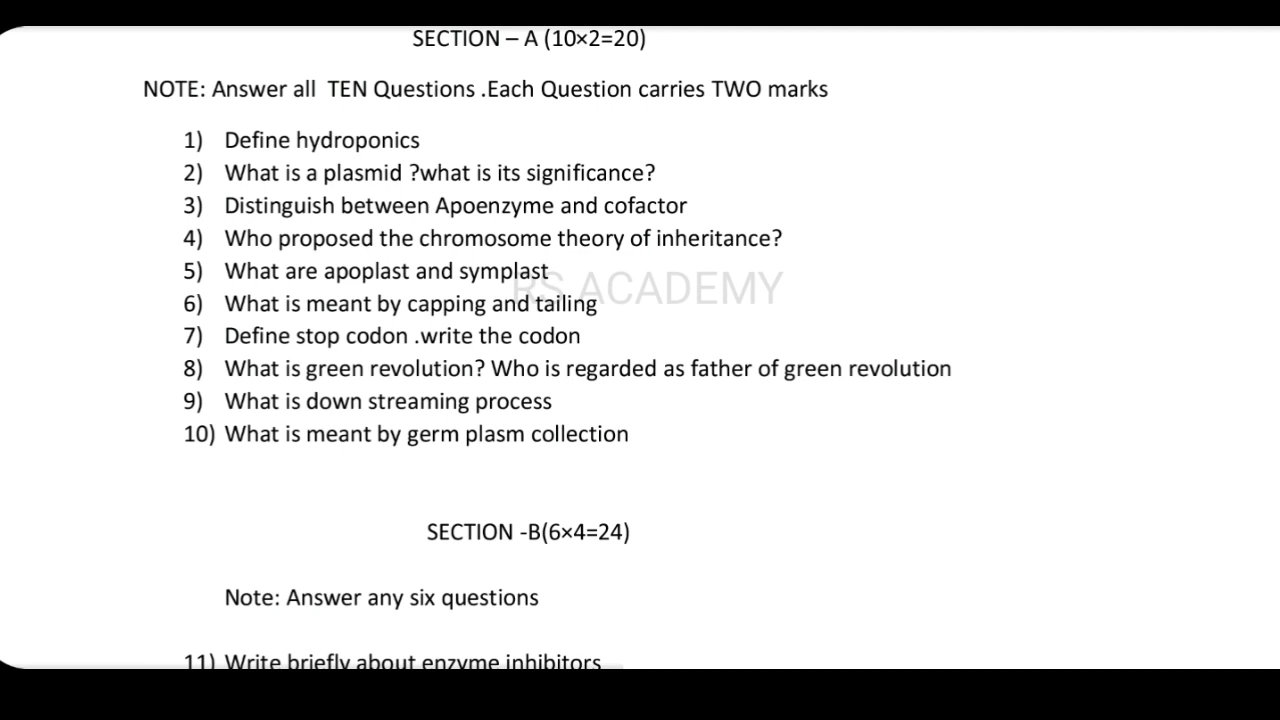 SECTION – A (10×2=20)
NOTE: Answer all  TEN Questions .Each Question carries TWO marks
1) Define hydroponics
2) What is a plasmid ?what is its significance?
3) Distinguish between Apoenzyme and cofactor
4) Who proposed the chromosome theory of inheritance?
5) What are apoplast and symplast
RS ACADEMY
6) What is meant by capping and tailing
7) Define stop codon .write the codon
8) What is green revolution? Who is regarded as father of green revolution
9) What is down streaming process
10) What is meant by germ plasm collection
SECTION -B(6×4=24)
Note: Answer any six questions
11) Write briefly about enzyme inhibitors